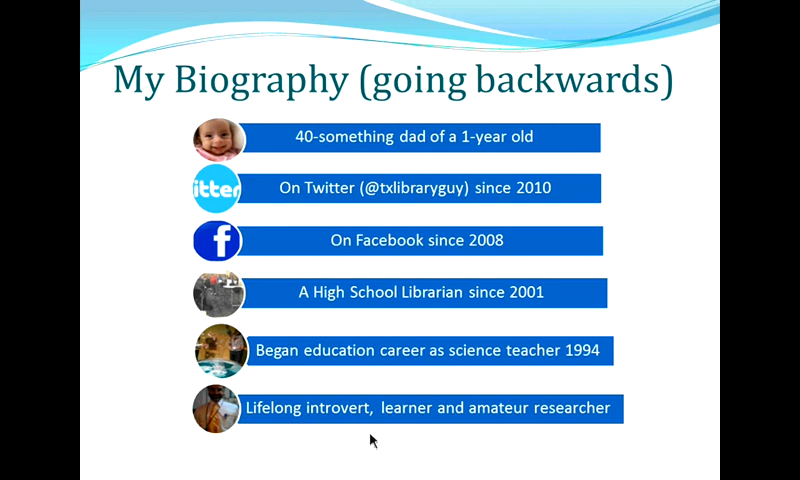 My Biography (going backwards)
40-something dad of a 1-year old
itter
On Twitter (@txlibraryguy) since 2010
f
On Facebook since 2008
A High School Librarian since 2001
Began education career as science teacher 1994
Lifelong introvert, learner and amateur researcher